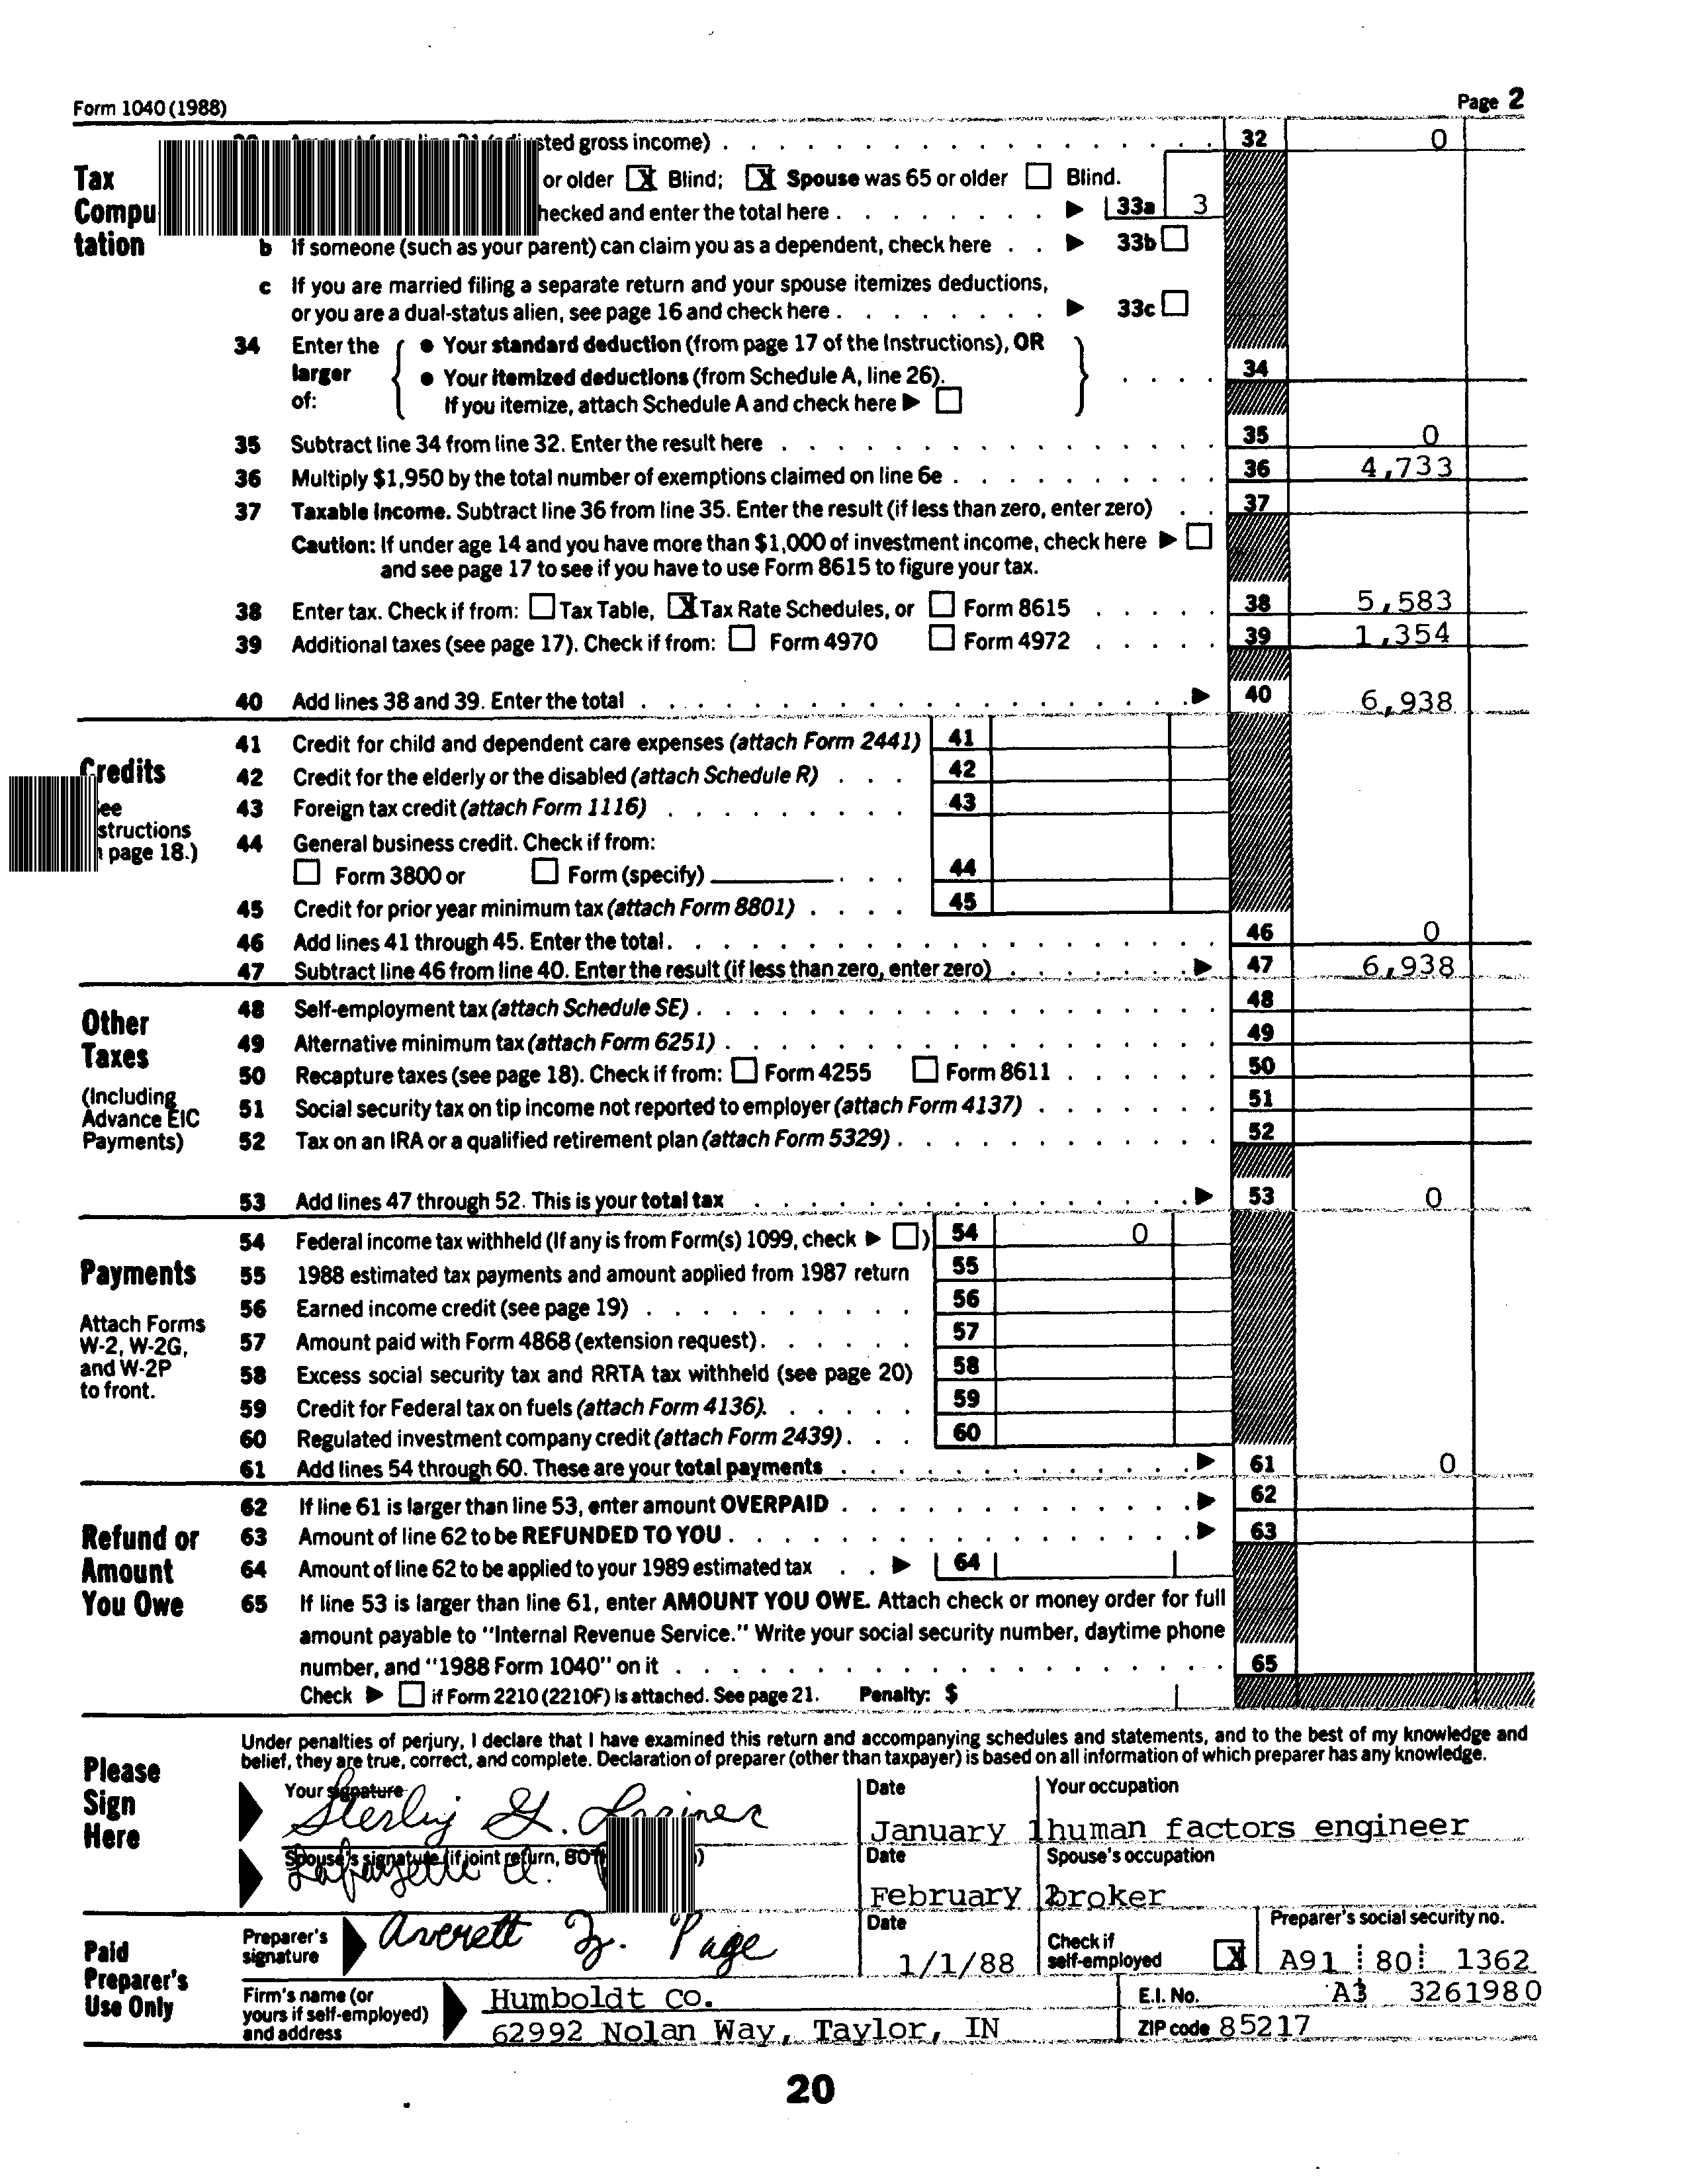 Form 1040 (1988) Page 2
sted gross income) 32 0
Tax Compu tation
or older [X] Blind; [X] Spouse was 65 or older [ ] Blind.
hecked and enter the total here ▶ 33a 3
b If someone (such as your parent) can claim you as a dependent, check here ▶ 33b [ ]
c If you are married filing a separate return and your spouse itemizes deductions,
or you are a dual-status alien, see page 16 and check here ▶ 33c [ ]
34 Enter the larger of: { ● Your standard deduction (from page 17 of the Instructions), OR
● Your itemized deductions (from Schedule A, line 26). } 34
If you itemize, attach Schedule A and check here ▶ [ ]
35 Subtract line 34 from line 32. Enter the result here 35 0
36 Multiply $1,950 by the total number of exemptions claimed on line 6e 36 4,733
37 Taxable income. Subtract line 36 from line 35. Enter the result (if less than zero, enter zero) 37
Caution: If under age 14 and you have more than $1,000 of investment income, check here ▶ [ ]
and see page 17 to see if you have to use Form 8615 to figure your tax.
38 Enter tax. Check if from: [ ] Tax Table, [X] Tax Rate Schedules, or [ ] Form 8615 38 5,583
39 Additional taxes (see page 17). Check if from: [ ] Form 4970 [ ] Form 4972 39 1,354
40 Add lines 38 and 39. Enter the total ▶ 40 6,938
Credits
ee
structions
page 18.)
41 Credit for child and dependent care expenses (attach Form 2441) 41
42 Credit for the elderly or the disabled (attach Schedule R) 42
43 Foreign tax credit (attach Form 1116) 43
44 General business credit. Check if from:
[ ] Form 3800 or [ ] Form (specify) 44
45 Credit for prior year minimum tax (attach Form 8801) 45
46 Add lines 41 through 45. Enter the total. 46 0
47 Subtract line 46 from line 40. Enter the result (if less than zero, enter zero) ▶ 47 6,938
Other Taxes
(Including Advance EIC Payments)
48 Self-employment tax (attach Schedule SE) 48
49 Alternative minimum tax (attach Form 6251) 49
50 Recapture taxes (see page 18). Check if from: [ ] Form 4255 [ ] Form 8611 50
51 Social security tax on tip income not reported to employer (attach Form 4137) 51
52 Tax on an IRA or a qualified retirement plan (attach Form 5329) 52
53 Add lines 47 through 52. This is your total tax ▶ 53 0
Payments
Attach Forms W-2, W-2G, and W-2P to front.
54 Federal income tax withheld (If any is from Form(s) 1099, check ▶ [ ]) 54 0
55 1988 estimated tax payments and amount applied from 1987 return 55
56 Earned income credit (see page 19) 56
57 Amount paid with Form 4868 (extension request) 57
58 Excess social security tax and RRTA tax withheld (see page 20) 58
59 Credit for Federal tax on fuels (attach Form 4136). 59
60 Regulated investment company credit (attach Form 2439) 60
61 Add lines 54 through 60. These are your total payments ▶ 61 0
Refund or Amount You Owe
62 If line 61 is larger than line 53, enter amount OVERPAID ▶ 62
63 Amount of line 62 to be REFUNDED TO YOU ▶ 63
64 Amount of line 62 to be applied to your 1989 estimated tax ▶ 64
65 If line 53 is larger than line 61, enter AMOUNT YOU OWE. Attach check or money order for full
amount payable to "Internal Revenue Service." Write your social security number, daytime phone
number, and "1988 Form 1040" on it 65
Check ▶ [ ] if Form 2210 (2210F) is attached. See page 21. Penalty: $
Please Sign Here
Under penalties of perjury, I declare that I have examined this return and accompanying schedules and statements, and to the best of my knowledge and
belief, they are true, correct, and complete. Declaration of preparer (other than taxpayer) is based on all information of which preparer has any knowledge.
Your signature Date Your occupation
Sterling January 1 human factors engineer
Spouse's signature (if joint return, BOT ) Date Spouse's occupation
Lafayette February 2 broker
Paid Preparer's Use Only
Preparer's signature Averett Z. Page Date 1/1/88 Check if self-employed [X] Preparer's social security no. A91 80 1362
Firm's name (or yours if self-employed) and address Humboldt co. E.I. No. A3 3261980
62992 Nolan Way, Taylor, IN ZIP code 85217
20